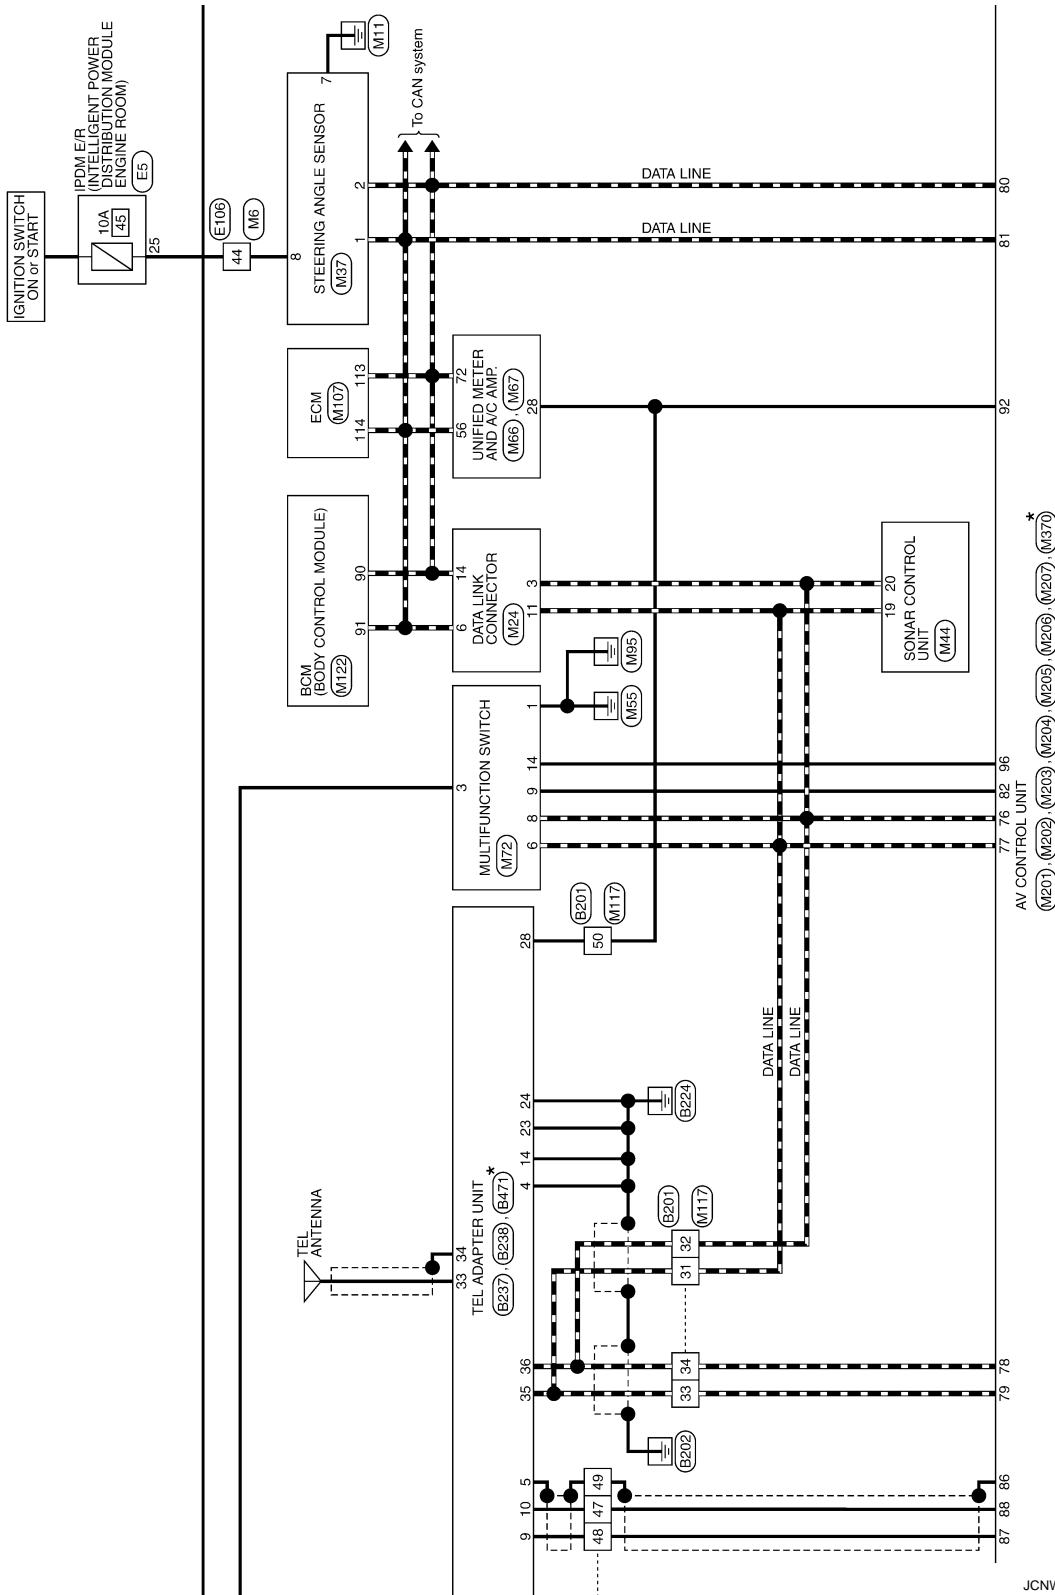 IGNITION SWITCH
ON or START
IPDM E/R
(INTELLIGENT POWER
DISTRIBUTION MODULE
ENGINE ROOM)
E5
10A
45
25
E106
M6
44
8
STEERING ANGLE SENSOR
M37
7
M11
1
2
To CAN system
DATA LINE
80
DATA LINE
81
ECM
M107
114
113
56
72
UNIFIED METER
AND A/C AMP.
M66 , M67
28
92
BCM
(BODY CONTROL MODULE)
M122
91
90
6
14
DATA LINK
CONNECTOR
M24
11
3
19
20
SONAR CONTROL
UNIT
M44
M95
M55
3
MULTIFUNCTION SWITCH
M72
6
8
9
14
1
77
76
82
96
AV CONTROL UNIT
M201 , M202 , M203 , M204 , M205 , M206 , M207 , M370 *
B201
M117
50
28
DATA LINE
DATA LINE
TEL
ANTENNA
33
34
TEL ADAPTER UNIT
B237 , B238 , B471 *
4
14
23
24
B224
B201
M117
31
32
35
36
33
34
79
78
B202
9
10
5
48
47
49
87
88
86
JCNW